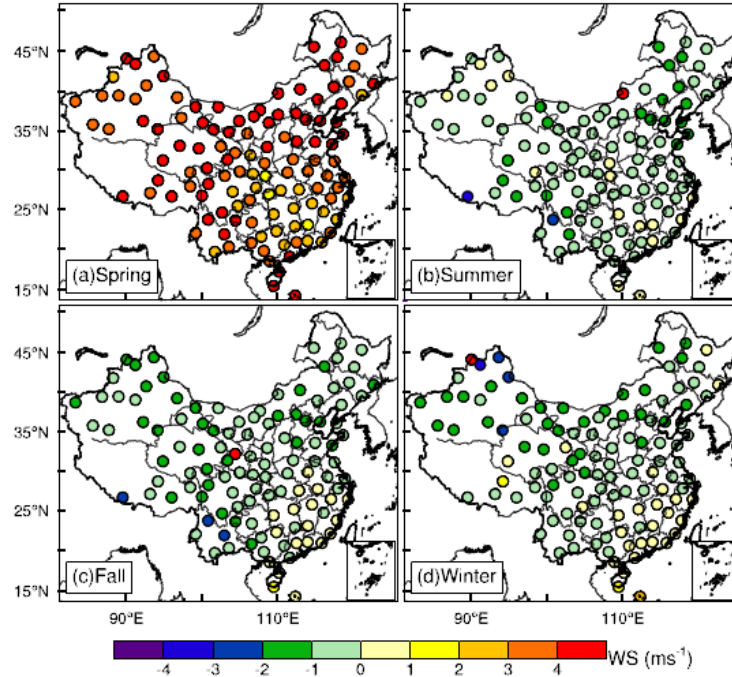 45°N
35°N
25°N
15°N
(a)Spring
(b)Summer
45°N
35°N
25°N
15°N
(c)Fall
(d)Winter
90°E 110°E 90°E 110°E
-4 -3 -2 -1 0 1 2 3 4 WS (ms⁻¹)